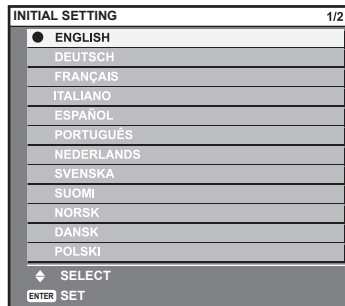 INITIAL SETTING 1/2
ENGLISH
DEUTSCH
FRANÇAIS
ITALIANO
ESPAÑOL
PORTUGUÊS
NEDERLANDS
SVENSKA
SUOMI
NORSK
DANSK
POLSKI
SELECT
ENTER SET